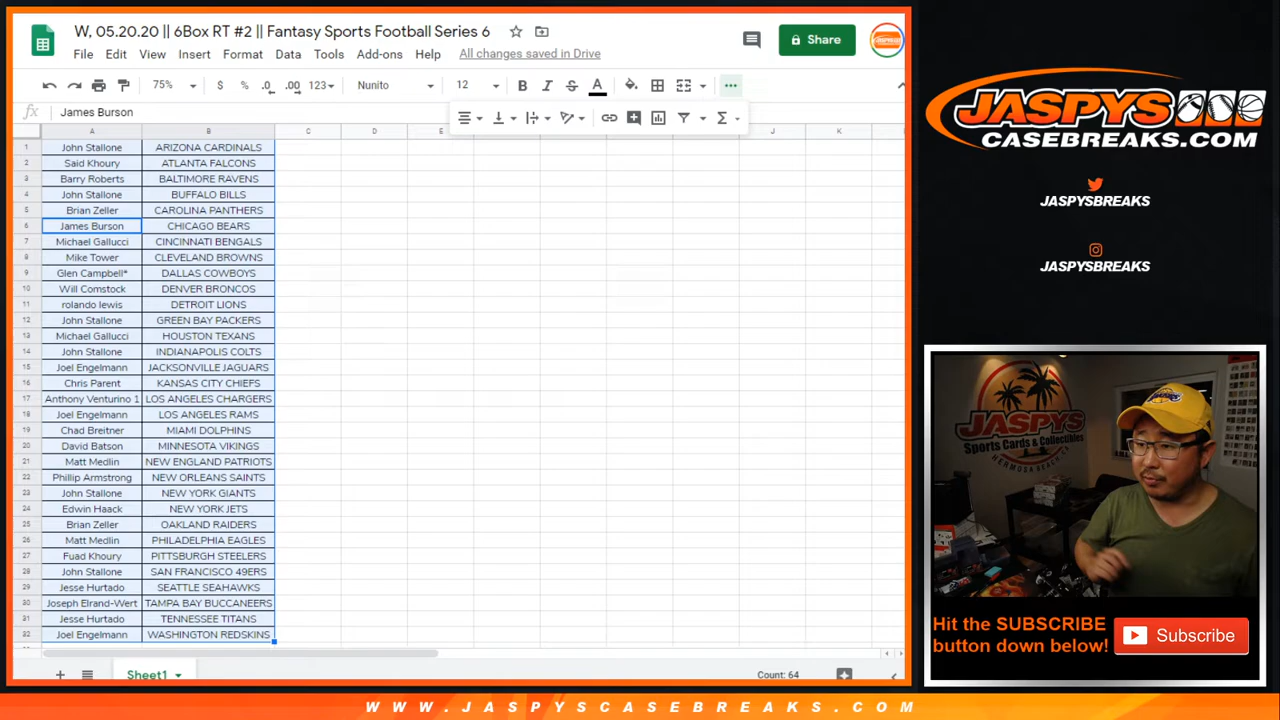 W, 05.20.20 || 6Box RT #2 || Fantasy Sports Football Series 6
File Edit View Insert Format Data Tools Add-ons Help All changes saved in Drive
Share
75% $ % .0 .00 123 Nunito 12 B I S A
fx James Burson
A B C D E J K
1 John Stallone ARIZONA CARDINALS
2 Said Khoury ATLANTA FALCONS
3 Barry Roberts BALTIMORE RAVENS
4 John Stallone BUFFALO BILLS
5 Brian Zeller CAROLINA PANTHERS
6 James Burson CHICAGO BEARS
7 Michael Gallucci CINCINNATI BENGALS
8 Mike Tower CLEVELAND BROWNS
9 Glen Campbell* DALLAS COWBOYS
10 Will Comstock DENVER BRONCOS
11 rolando lewis DETROIT LIONS
12 John Stallone GREEN BAY PACKERS
13 Michael Gallucci HOUSTON TEXANS
14 John Stallone INDIANAPOLIS COLTS
15 Joel Engelmann JACKSONVILLE JAGUARS
16 Chris Parent KANSAS CITY CHIEFS
17 Anthony Venturino 1 LOS ANGELES CHARGERS
18 Joel Engelmann LOS ANGELES RAMS
19 Chad Breitner MIAMI DOLPHINS
20 David Batson MINNESOTA VIKINGS
21 Matt Medlin NEW ENGLAND PATRIOTS
22 Phillip Armstrong NEW ORLEANS SAINTS
23 John Stallone NEW YORK GIANTS
24 Edwin Haack NEW YORK JETS
25 Brian Zeller OAKLAND RAIDERS
26 Matt Medlin PHILADELPHIA EAGLES
27 Fuad Khoury PITTSBURGH STEELERS
28 John Stallone SAN FRANCISCO 49ERS
29 Jesse Hurtado SEATTLE SEAHAWKS
30 Joseph Elrand-Wert TAMPA BAY BUCCANEERS
31 Jesse Hurtado TENNESSEE TITANS
32 Joel Engelmann WASHINGTON REDSKINS
Sheet1
Count: 64
JASPYS
CASEBREAKS.COM
JASPYSBREAKS
JASPYSBREAKS
JASPYS
Sports Cards & Collectibles
HERMOSA BEACH, CA
Hit the SUBSCRIBE
button down below!
Subscribe
WWW.JASPYSCASEBREAKS.COM